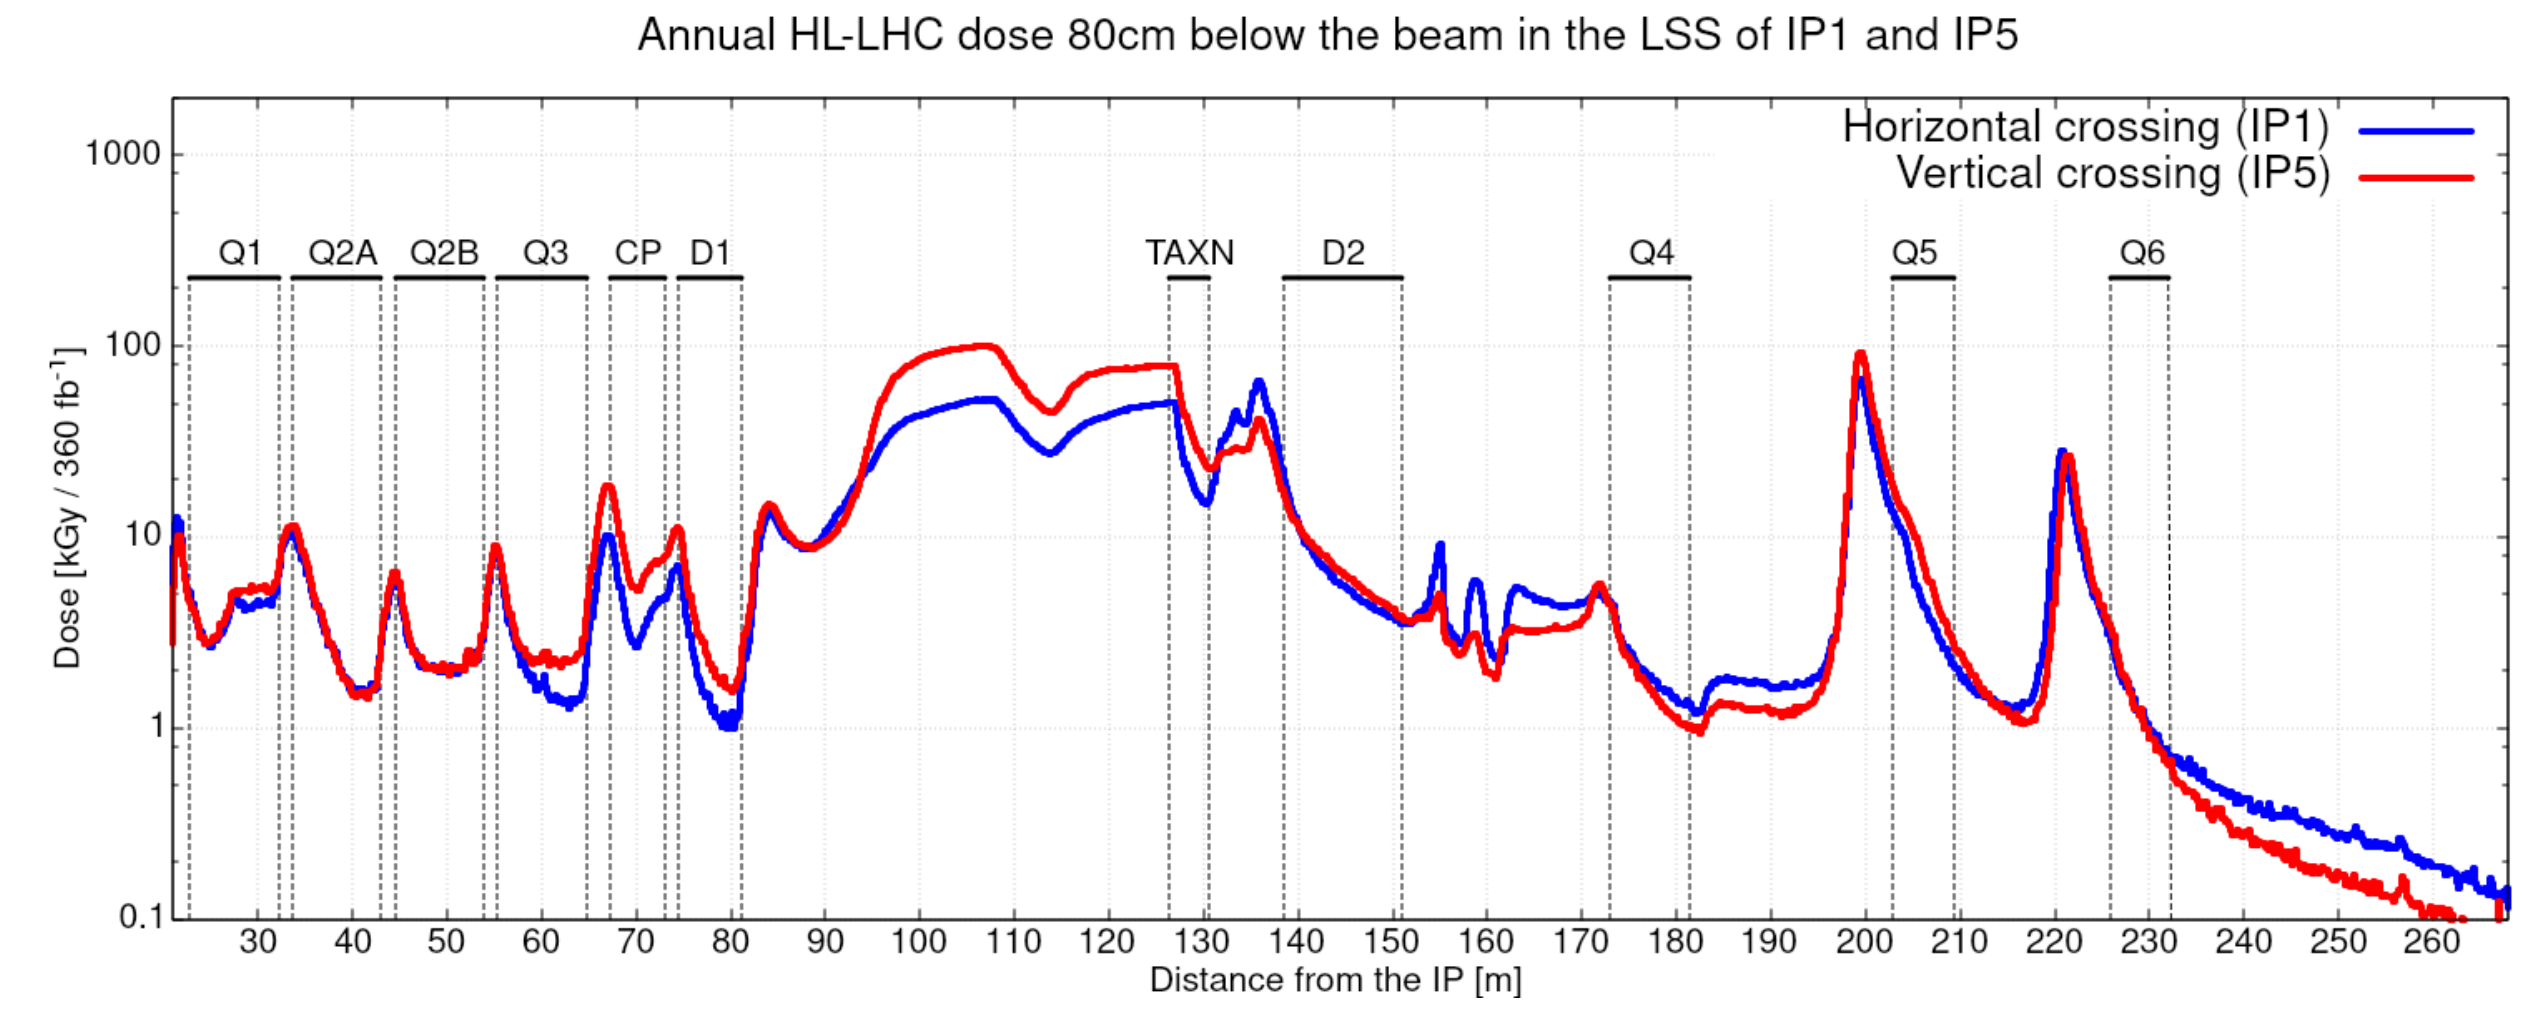 Annual HL-LHC dose 80cm below the beam in the LSS of IP1 and IP5
Horizontal crossing (IP1)
Vertical crossing (IP5)
Q1 Q2A Q2B Q3 CP D1 TAXN D2 Q4 Q5 Q6
Dose [kGy / 360 fb⁻¹]
1000
100
10
1
0.1
30 40 50 60 70 80 90 100 110 120 130 140 150 160 170 180 190 200 210 220 230 240 250 260
Distance from the IP [m]